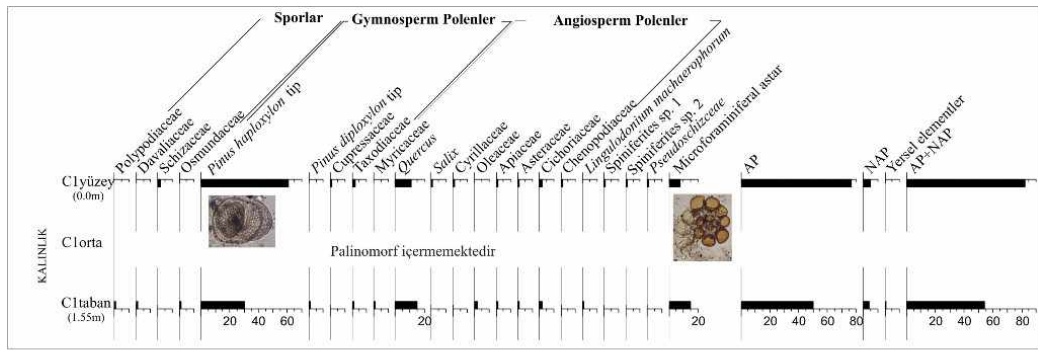 Sporlar
Gymnosperm Polenler
Angiosperm Polenler
Polypodiaceae
Davaliaceae
Schizaceae
Osmundaceae
Pinus haploxylon tip
Pinus diploxylon tip
Cupressaceae
Taxodiaceae
Myricaceae
Quercus
Salix
Cyrillaceae
Oleaceae
Apiaceae
Asteraceae
Cichoriaceae
Chenopodiaceae
Lingulodonium machaerophorum
Spiniferites sp. 1
Spiniferites sp. 2
Pseudoschizceae
Microforaminiferal astar
AP
NAP
Yersel elementler
AP+NAP
KALINLIK
C1yüzey
(0.0m)
C1orta
Palinomorf içermemektedir
C1taban
(1.55m)
20 40 60
20
20
20 40 60 80
20 40 60 80